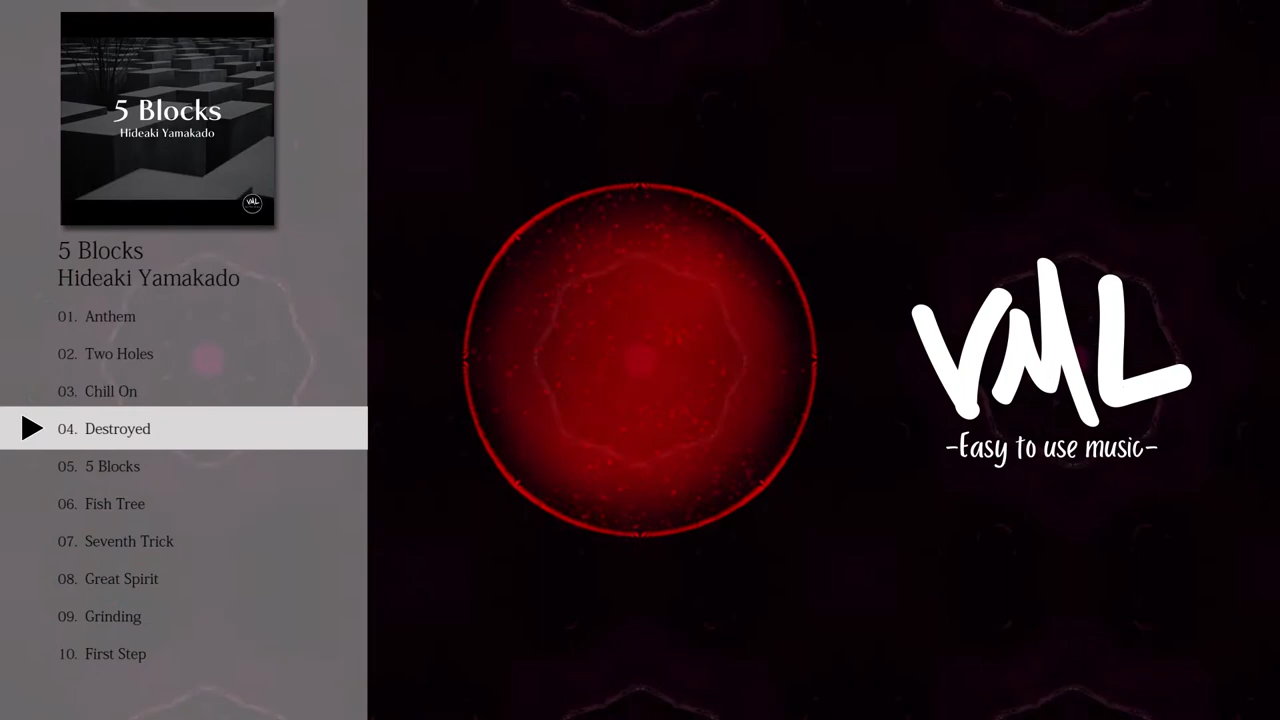 5 Blocks
Hideaki Yamakado
VML
5 Blocks
Hideaki Yamakado
01. Anthem
02. Two Holes
03. Chill On
04. Destroyed
05. 5 Blocks
06. Fish Tree
07. Seventh Trick
08. Great Spirit
09. Grinding
10. First Step
VML
-Easy to use music-